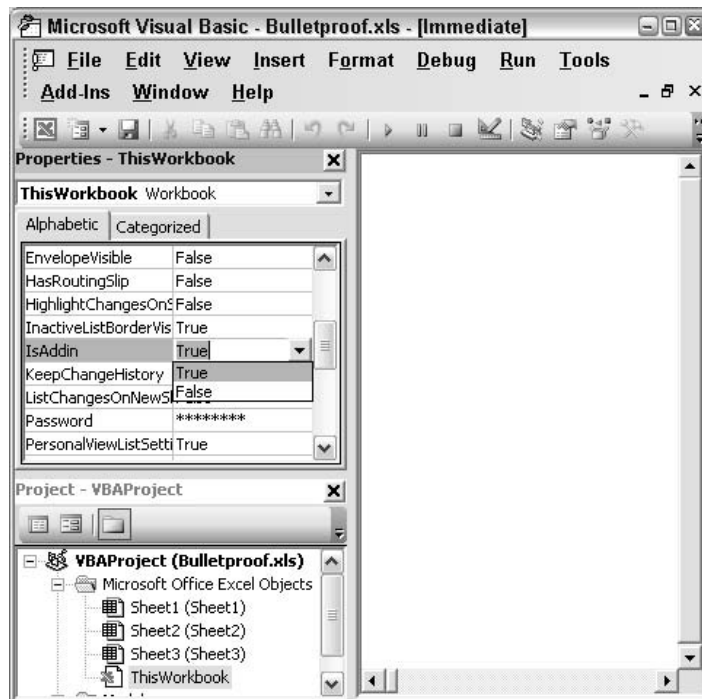 Microsoft Visual Basic - Bulletproof.xls - [Immediate]
File Edit View Insert Format Debug Run Tools
Add-Ins Window Help
Properties - ThisWorkbook
ThisWorkbook Workbook
Alphabetic Categorized
EnvelopeVisible False
HasRoutingSlip False
HighlightChangesOnS False
InactiveListBorderVis True
IsAddin True
KeepChangeHistory True
ListChangesOnNewSh False
Password ********
PersonalViewListSetti True
Project - VBAProject
VBAProject (Bulletproof.xls)
Microsoft Office Excel Objects
Sheet1 (Sheet1)
Sheet2 (Sheet2)
Sheet3 (Sheet3)
ThisWorkbook